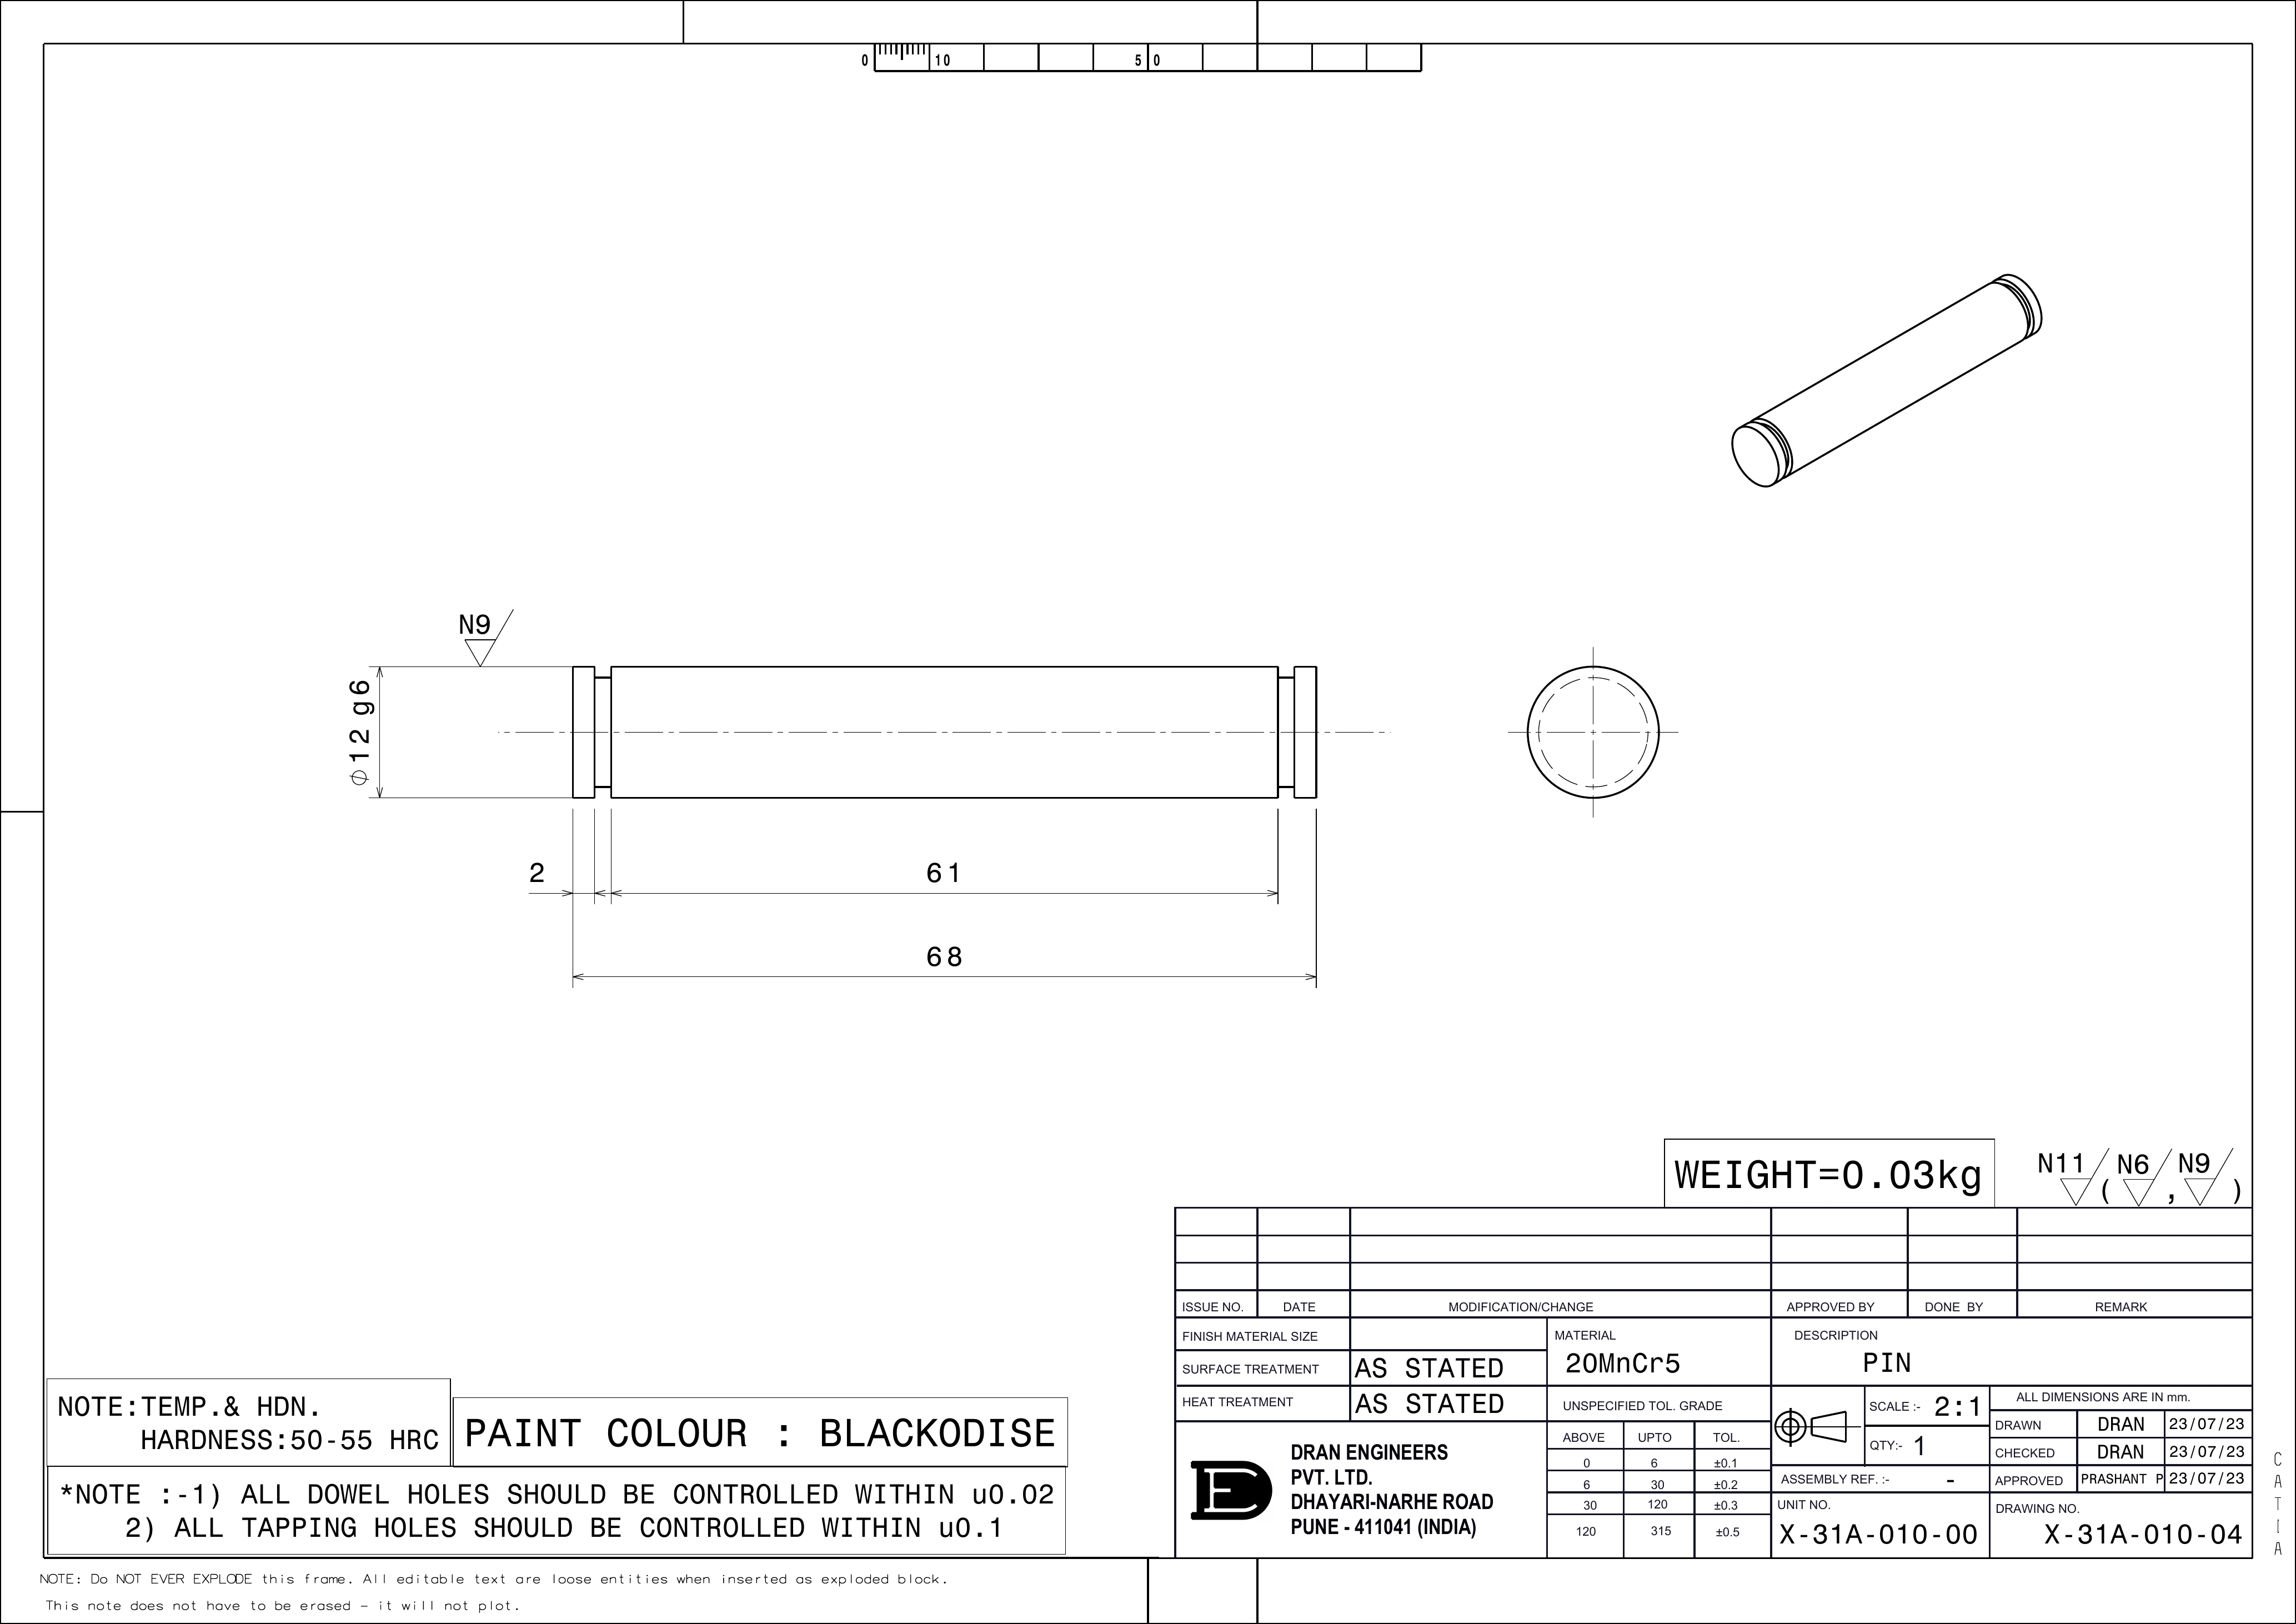 0 10 50
N9
⌀12 g6
2 61
68
WEIGHT=0.03kg
N11 ( N6 , N9 )
ISSUE NO. DATE MODIFICATION/CHANGE APPROVED BY DONE BY REMARK
FINISH MATERIAL SIZE
SURFACE TREATMENT AS STATED
HEAT TREATMENT AS STATED
MATERIAL
20MnCr5
DESCRIPTION
PIN
UNSPECIFIED TOL. GRADE
ABOVE UPTO TOL.
0 6 ±0.1
6 30 ±0.2
30 120 ±0.3
120 315 ±0.5
SCALE :- 2:1
QTY:- 1
ALL DIMENSIONS ARE IN mm.
DRAWN DRAN 23/07/23
CHECKED DRAN 23/07/23
APPROVED PRASHANT P 23/07/23
ASSEMBLY REF. :- -
UNIT NO.
X-31A-010-00
DRAWING NO.
X-31A-010-04
DE
DRAN ENGINEERS
PVT. LTD.
DHAYARI-NARHE ROAD
PUNE - 411041 (INDIA)
NOTE:TEMP.& HDN.
HARDNESS:50-55 HRC
PAINT COLOUR : BLACKODISE
*NOTE :-1) ALL DOWEL HOLES SHOULD BE CONTROLLED WITHIN u0.02
2) ALL TAPPING HOLES SHOULD BE CONTROLLED WITHIN u0.1
CATIA
NOTE: Do NOT EVER EXPLODE this frame. All editable text are loose entities when inserted as exploded block.
This note does not have to be erased - it will not plot.